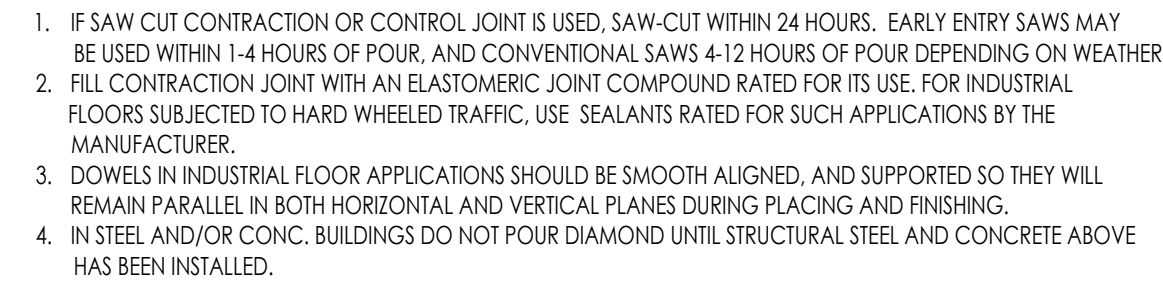 1. IF SAW CUT CONTRACTION OR CONTROL JOINT IS USED, SAW-CUT WITHIN 24 HOURS. EARLY ENTRY SAWS MAY
BE USED WITHIN 1-4 HOURS OF POUR, AND CONVENTIONAL SAWS 4-12 HOURS OF POUR DEPENDING ON WEATHER
2. FILL CONTRACTION JOINT WITH AN ELASTOMERIC JOINT COMPOUND RATED FOR ITS USE. FOR INDUSTRIAL
FLOORS SUBJECTED TO HARD WHEELED TRAFFIC, USE SEALANTS RATED FOR SUCH APPLICATIONS BY THE
MANUFACTURER.
3. DOWELS IN INDUSTRIAL FLOOR APPLICATIONS SHOULD BE SMOOTH ALIGNED, AND SUPPORTED SO THEY WILL
REMAIN PARALLEL IN BOTH HORIZONTAL AND VERTICAL PLANES DURING PLACING AND FINISHING.
4. IN STEEL AND/OR CONC. BUILDINGS DO NOT POUR DIAMOND UNTIL STRUCTURAL STEEL AND CONCRETE ABOVE
HAS BEEN INSTALLED.